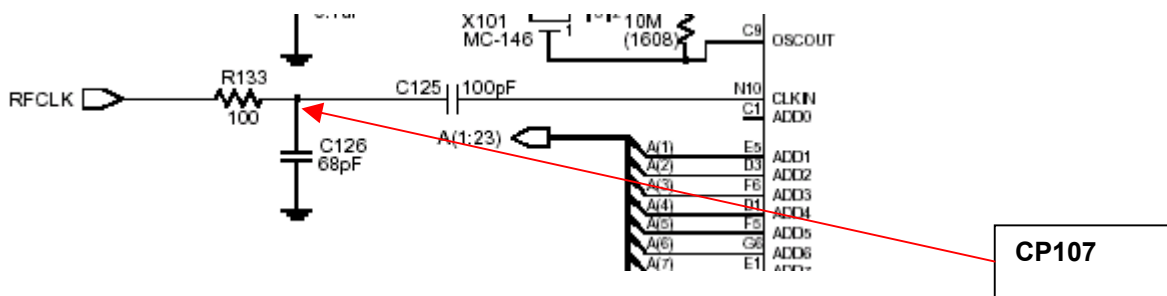 X101
MC-146
1
10M
(1608)
C9
OSCOUT
RFCLK
R133
100
C125
100pF
N10
CLKIN
C1
ADD0
C126
68pF
A(1:23)
A(1)
E5
ADD1
A(2)
D3
ADD2
A(3)
F6
ADD3
A(4)
D1
ADD4
A(5)
F5
ADD5
A(6)
G6
ADD6
A(7)
E1
CP107